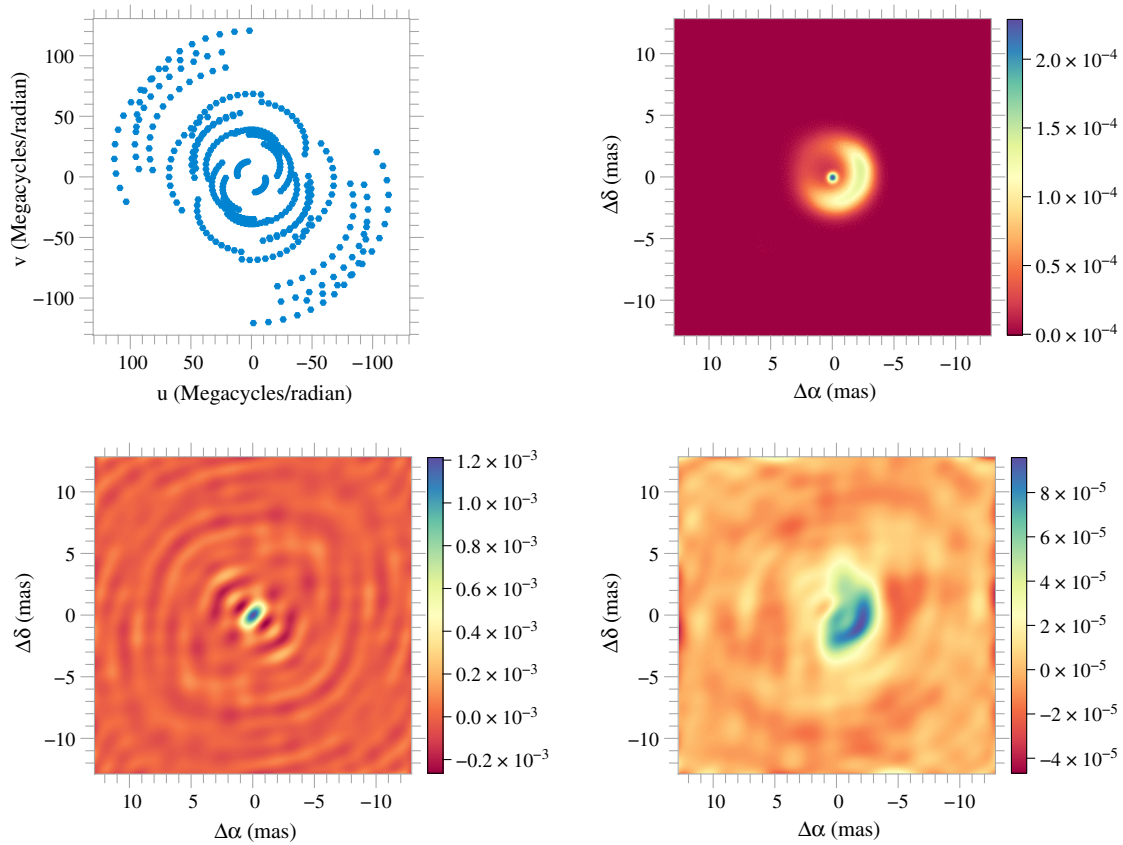 100
50
0
−50
−100
v (Megacycles/radian)
100 50 0 −50 −100
u (Megacycles/radian)
10
5
0
−5
−10
Δδ (mas)
10 5 0 −5 −10
Δα (mas)
2.0 × 10⁻⁴
1.5 × 10⁻⁴
1.0 × 10⁻⁴
0.5 × 10⁻⁴
0.0 × 10⁻⁴
10
5
0
−5
−10
Δδ (mas)
10 5 0 −5 −10
Δα (mas)
1.2 × 10⁻³
1.0 × 10⁻³
0.8 × 10⁻³
0.6 × 10⁻³
0.4 × 10⁻³
0.2 × 10⁻³
0.0 × 10⁻³
−0.2 × 10⁻³
10
5
0
−5
−10
Δδ (mas)
10 5 0 −5 −10
Δα (mas)
8 × 10⁻⁵
6 × 10⁻⁵
4 × 10⁻⁵
2 × 10⁻⁵
0 × 10⁻⁵
−2 × 10⁻⁵
−4 × 10⁻⁵